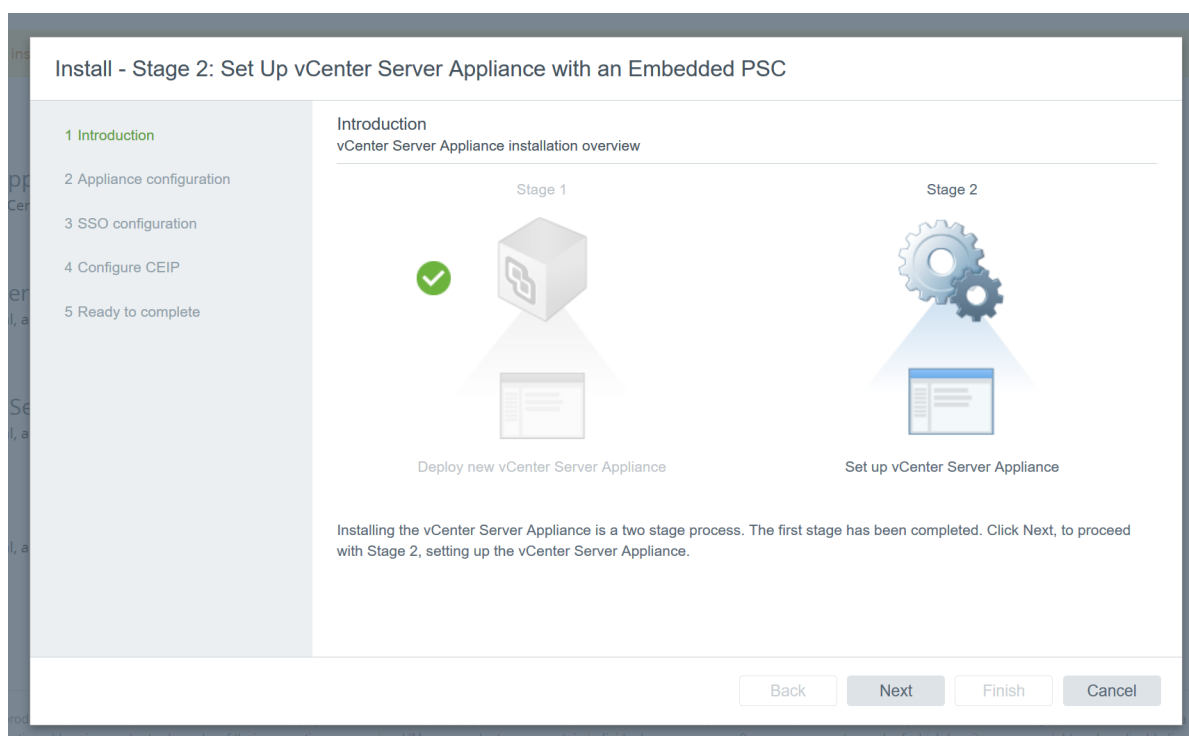 Install - Stage 2: Set Up vCenter Server Appliance with an Embedded PSC
1 Introduction
2 Appliance configuration
3 SSO configuration
4 Configure CEIP
5 Ready to complete
Introduction
vCenter Server Appliance installation overview
Stage 1
Stage 2
Deploy new vCenter Server Appliance
Set up vCenter Server Appliance
Installing the vCenter Server Appliance is a two stage process. The first stage has been completed. Click Next, to proceed
with Stage 2, setting up the vCenter Server Appliance.
Back
Next
Finish
Cancel